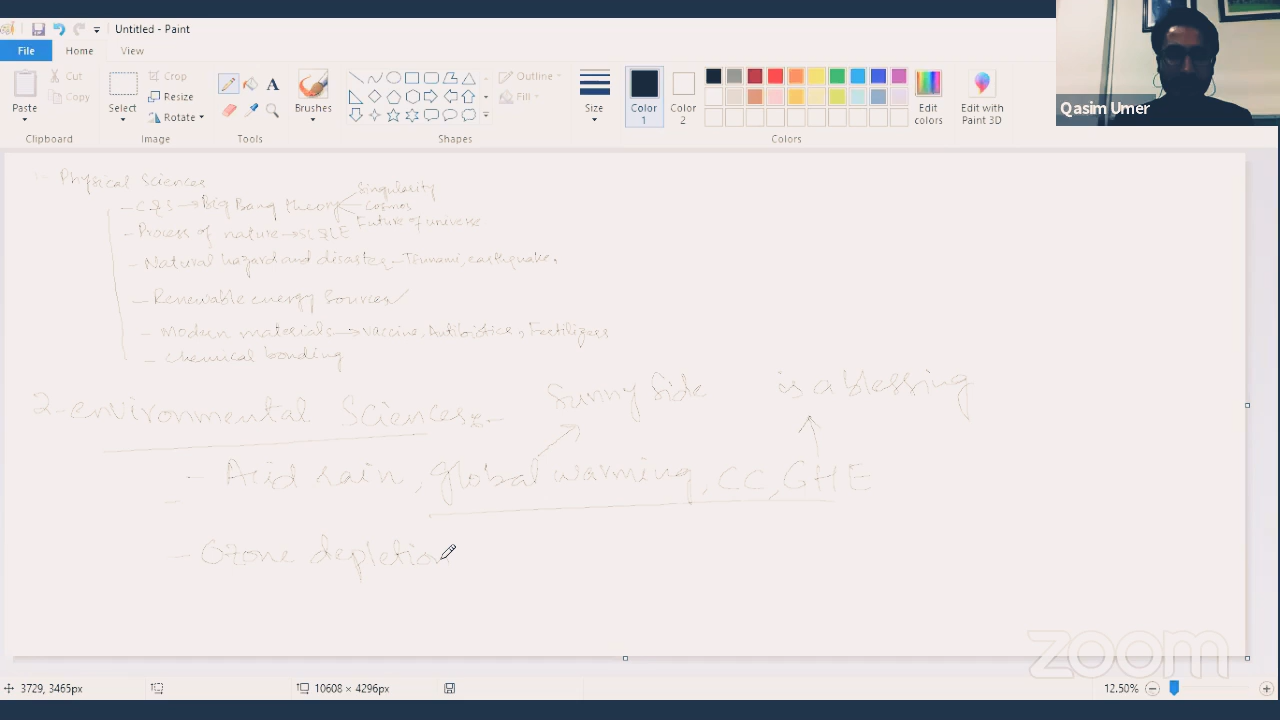 Untitled - Paint
File Home View
Paste Cut Copy Clipboard
Select Crop Resize Rotate Image
Tools
Brushes
Shapes
Outline Fill
Size
Color 1
Color 2
Colors
Edit colors
Edit with Paint 3D
Qasim Umer
Physical Sciences
- C&S → Big Bang theory
Singularity
Cosmos
Future of universe
- Process of nature → SE & LE
- Natural hazard and disaster - Tsunami, earthquake,
- Renewable energy Sources
- Modern materials → vaccine, Antibiotics, Fertilizers
- Chemical bonding
Sunny Side is a blessing
2- environmental Sciences:-
- Acid rain, global warming, CC, GHE
- Ozone depletion
zoom
3729, 3465px 10608 × 4296px 12.50%